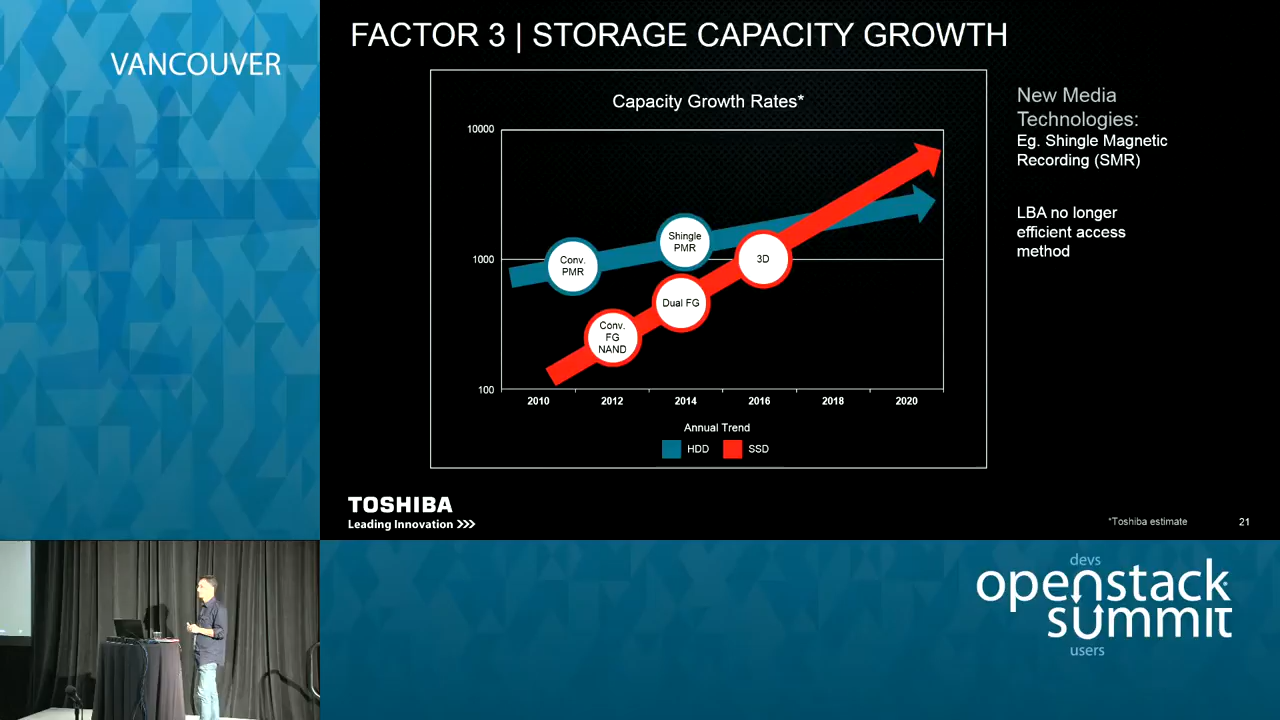 VANCOUVER
FACTOR 3 | STORAGE CAPACITY GROWTH
Capacity Growth Rates*
10000
1000
100
Conv.
PMR
Shingle
PMR
3D
Dual FG
Conv.
FG
NAND
2010
2012
2014
2016
2018
2020
Annual Trend
HDD
SSD
New Media
Technologies:
Eg. Shingle Magnetic
Recording (SMR)
LBA no longer
efficient access
method
TOSHIBA
Leading Innovation >>>
*Toshiba estimate
21
devs
openstack
summit
users